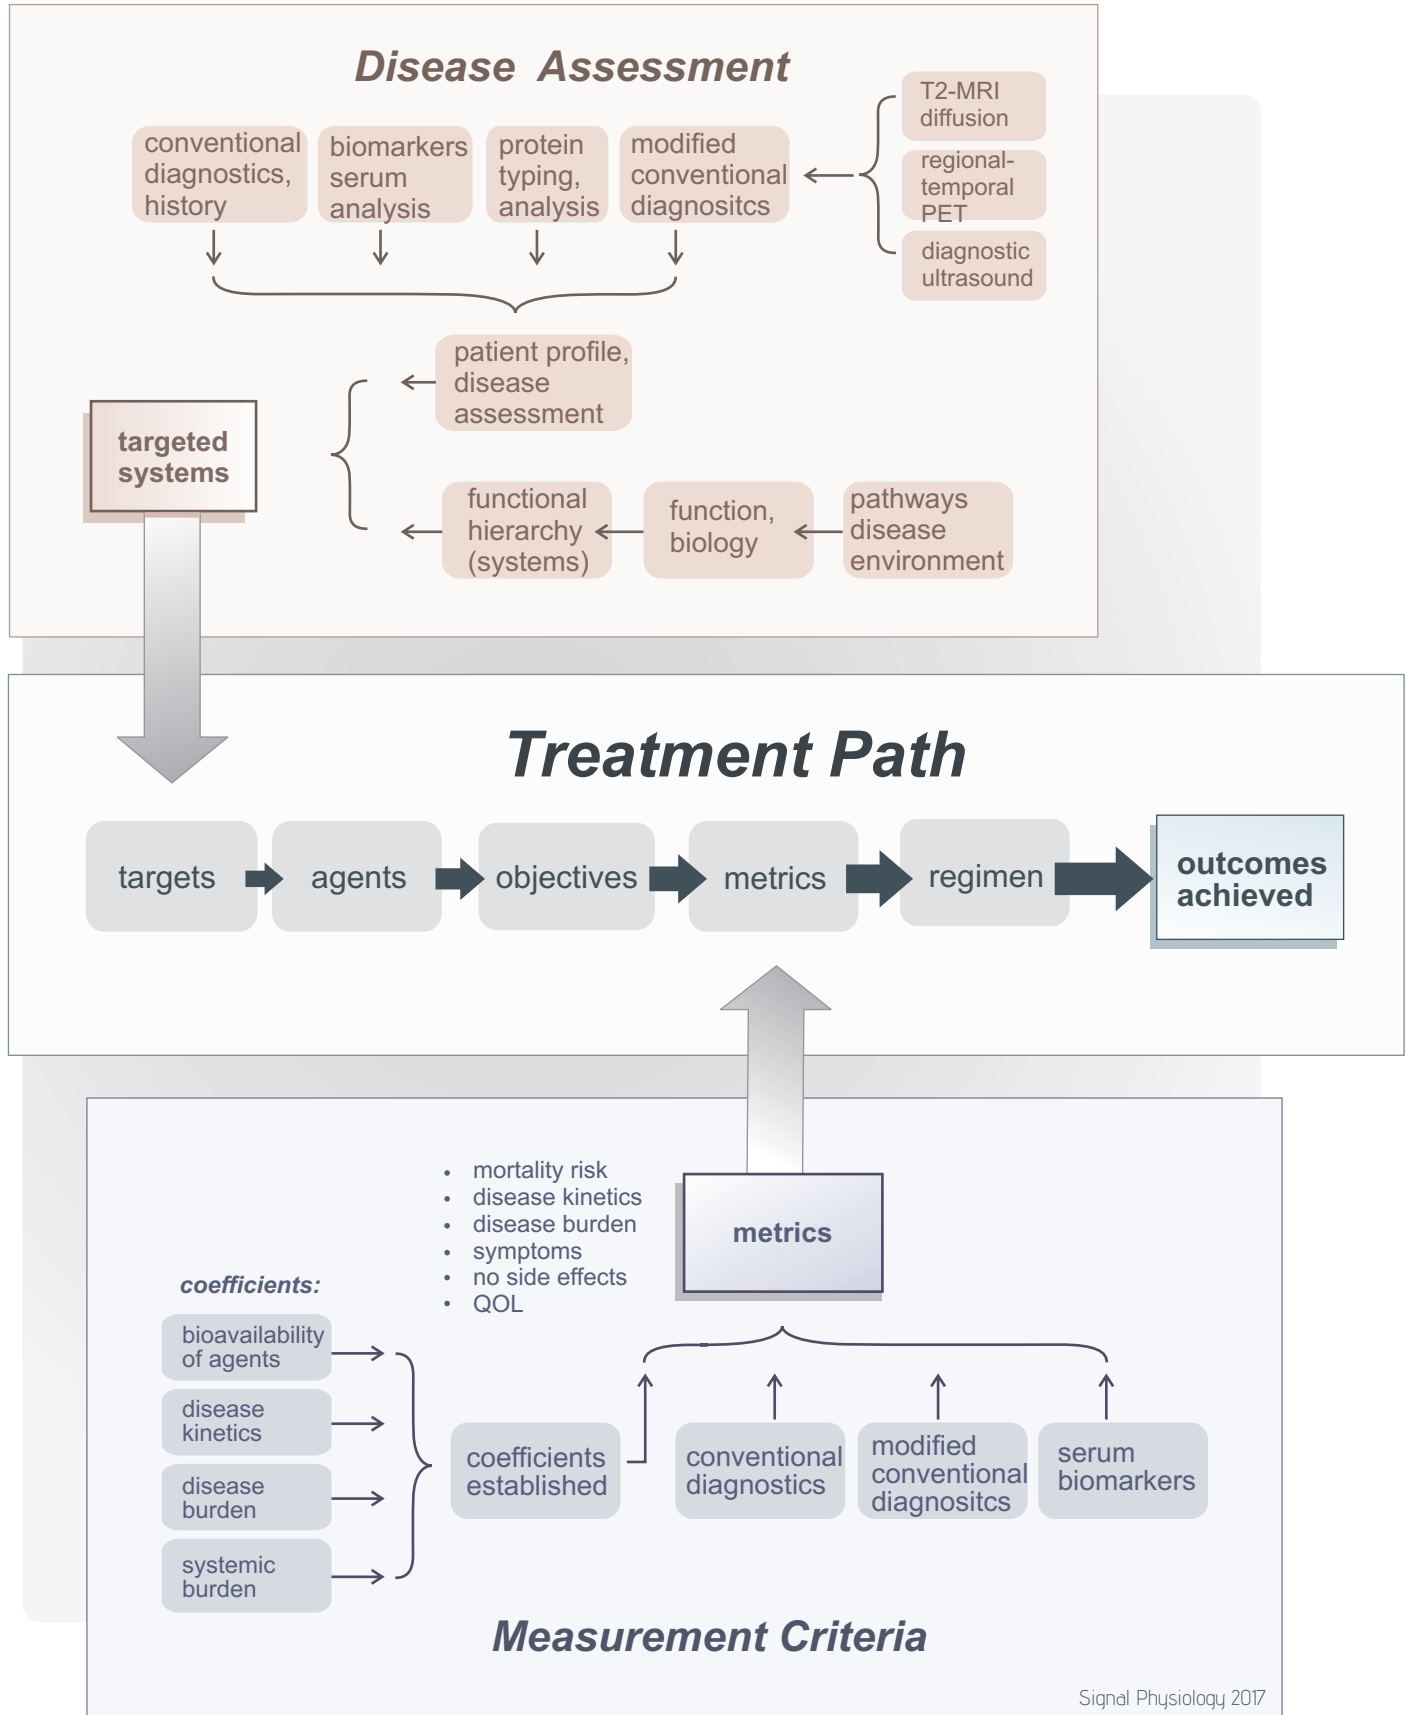 Disease Assessment
conventional
diagnostics,
history
biomarkers
serum
analysis
protein
typing,
analysis
modified
conventional
diagnositcs
T2-MRI
diffusion
regional-
temporal
PET
diagnostic
ultrasound
patient profile,
disease
assessment
targeted
systems
functional
hierarchy
(systems)
function,
biology
pathways
disease
environment
Treatment Path
targets
agents
objectives
metrics
regimen
outcomes
achieved
• mortality risk
• disease kinetics
• disease burden
• symptoms
• no side effects
• QOL
metrics
coefficients:
bioavailability
of agents
disease
kinetics
disease
burden
systemic
burden
coefficients
established
conventional
diagnostics
modified
conventional
diagnositcs
serum
biomarkers
Measurement Criteria
Signal Physiology 2017